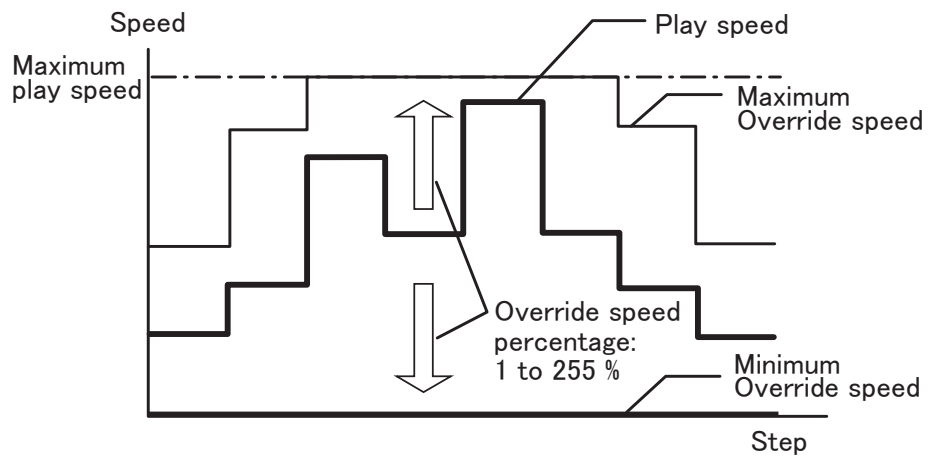 Speed
Play speed
Maximum
play speed
Maximum
Override speed
Override speed
percentage:
1 to 255 %
Minimum
Override speed
Step